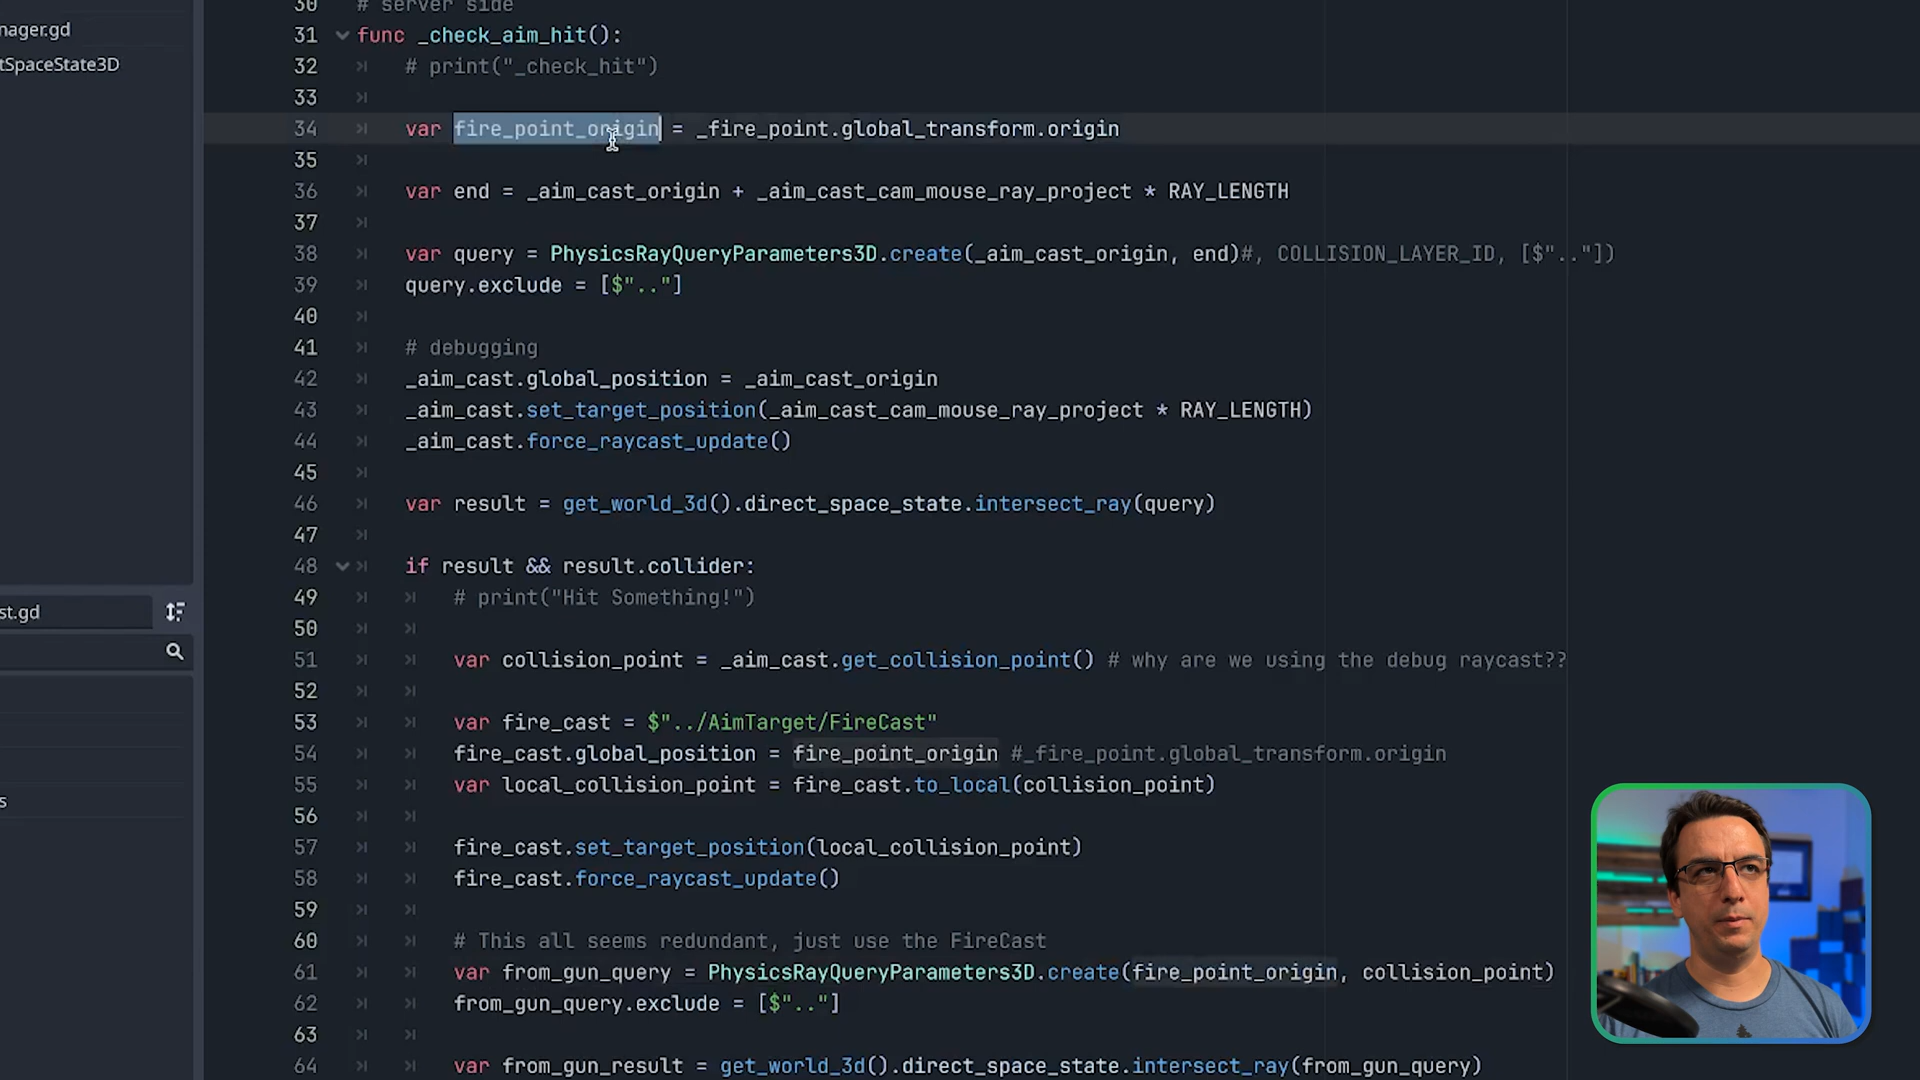 30 # server side
nager.gd
31 func _check_aim_hit():
tSpaceState3D
32 # print("_check_hit")
33
34 var fire_point_origin = _fire_point.global_transform.origin
35
36 var end = _aim_cast_origin + _aim_cast_cam_mouse_ray_project * RAY_LENGTH
37
38 var query = PhysicsRayQueryParameters3D.create(_aim_cast_origin, end)#, COLLISION_LAYER_ID, [$".."])
39 query.exclude = [$".."]
40
41 # debugging
42 _aim_cast.global_position = _aim_cast_origin
43 _aim_cast.set_target_position(_aim_cast_cam_mouse_ray_project * RAY_LENGTH)
44 _aim_cast.force_raycast_update()
45
46 var result = get_world_3d().direct_space_state.intersect_ray(query)
47
48 if result && result.collider:
49 # print("Hit Something!")
st.gd
50
51 var collision_point = _aim_cast.get_collision_point() # why are we using the debug raycast??
52
53 var fire_cast = $"../AimTarget/FireCast"
54 fire_cast.global_position = fire_point_origin #_fire_point.global_transform.origin
55 var local_collision_point = fire_cast.to_local(collision_point)
s
56
57 fire_cast.set_target_position(local_collision_point)
58 fire_cast.force_raycast_update()
59
60 # This all seems redundant, just use the FireCast
61 var from_gun_query = PhysicsRayQueryParameters3D.create(fire_point_origin, collision_point)
62 from_gun_query.exclude = [$".."]
63
64 var from_gun_result = get_world_3d().direct_space_state.intersect_ray(from_gun_query)